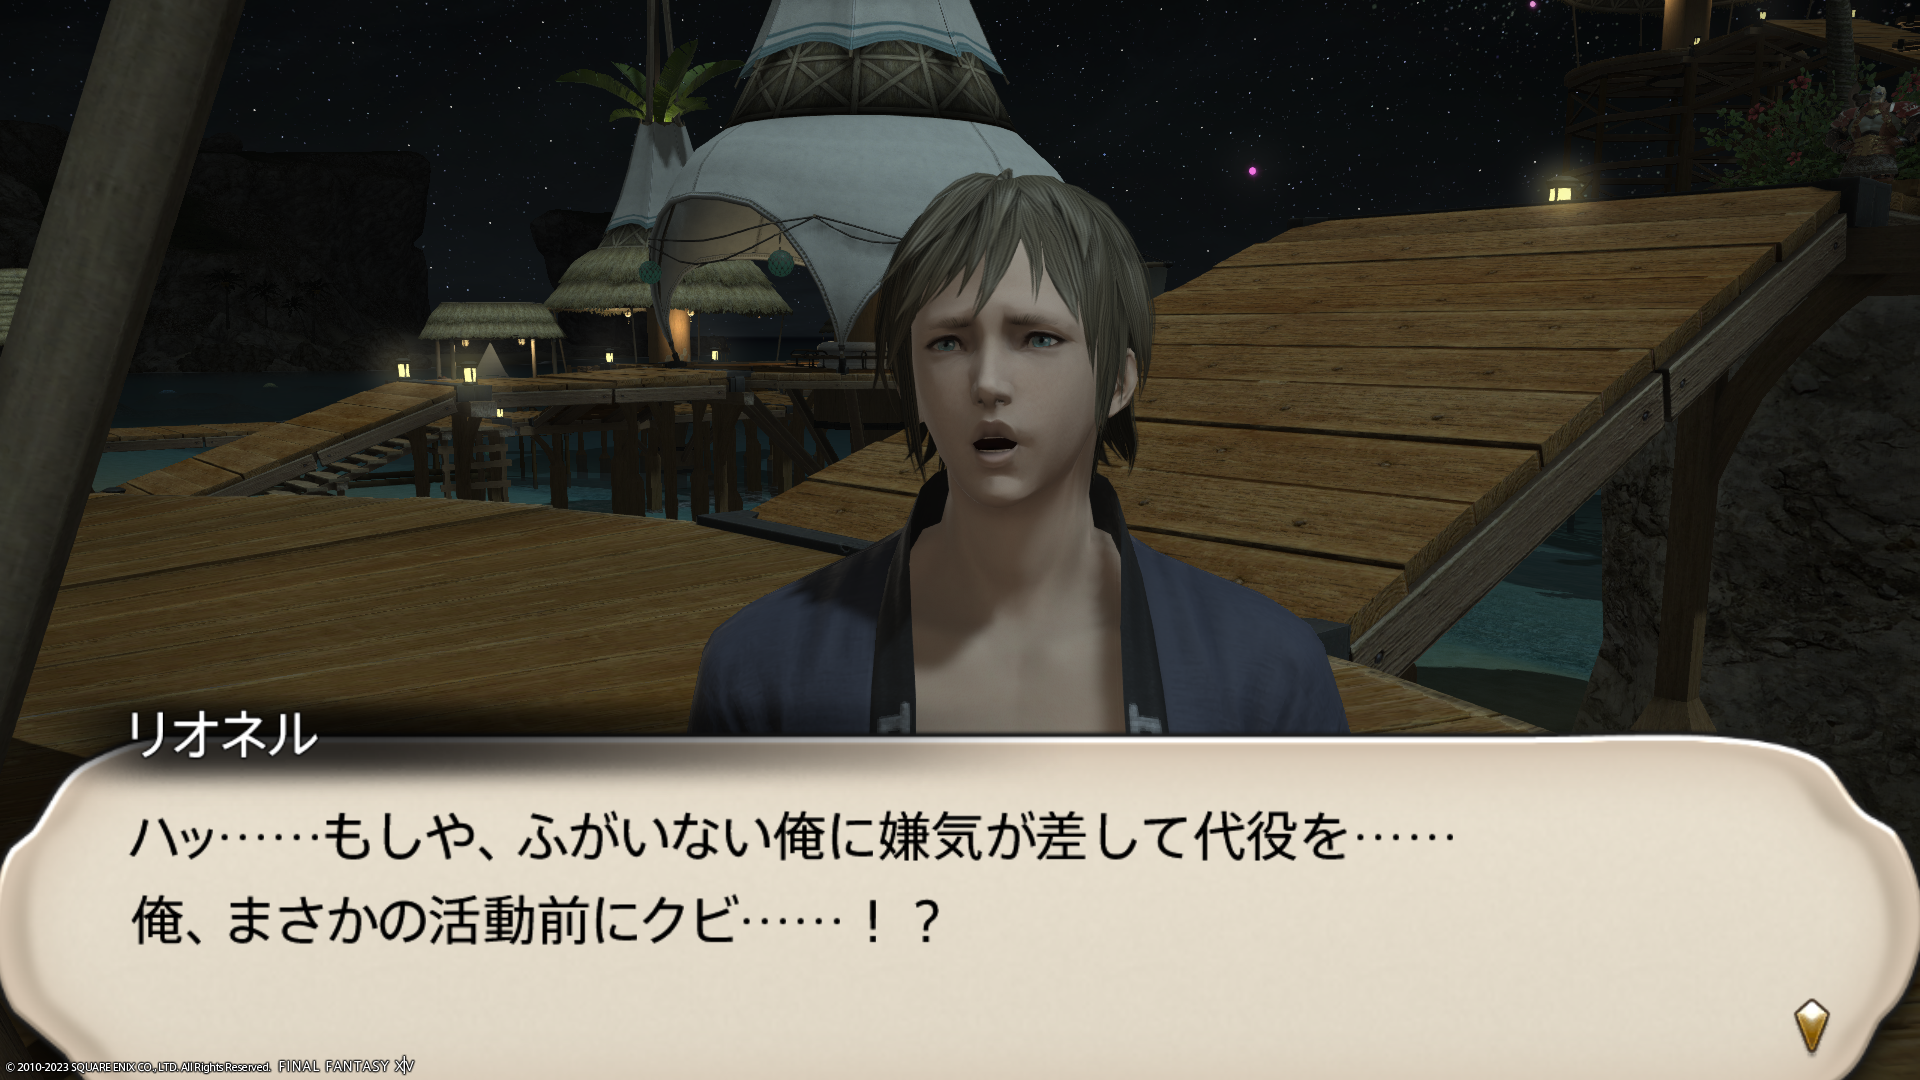 リオネル
ハッ……もしや、ふがいない俺に嫌気が差して代役を……
俺、まさかの活動前にクビ……！？
© 2010-2023 SQUARE ENIX CO., LTD. All Rights Reserved. FINAL FANTASY XIV